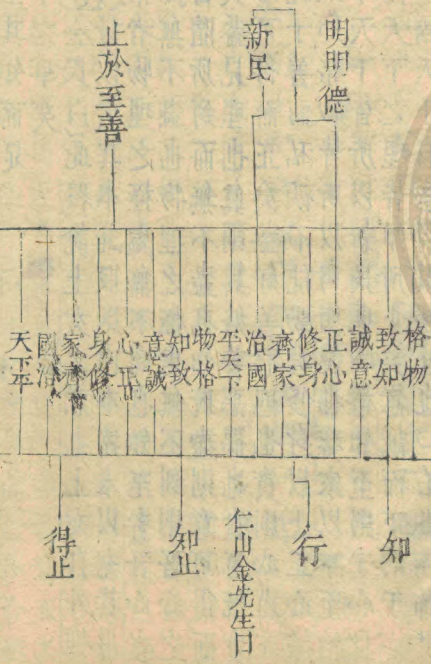 明明德
新民
止於至善
格物
致知
誠意
正心
修身
齊家
治國
平天下
物格
知致
意誠
心正
身修
家齊
國治
天下平
知
行
仁山金先生曰
知止
得止